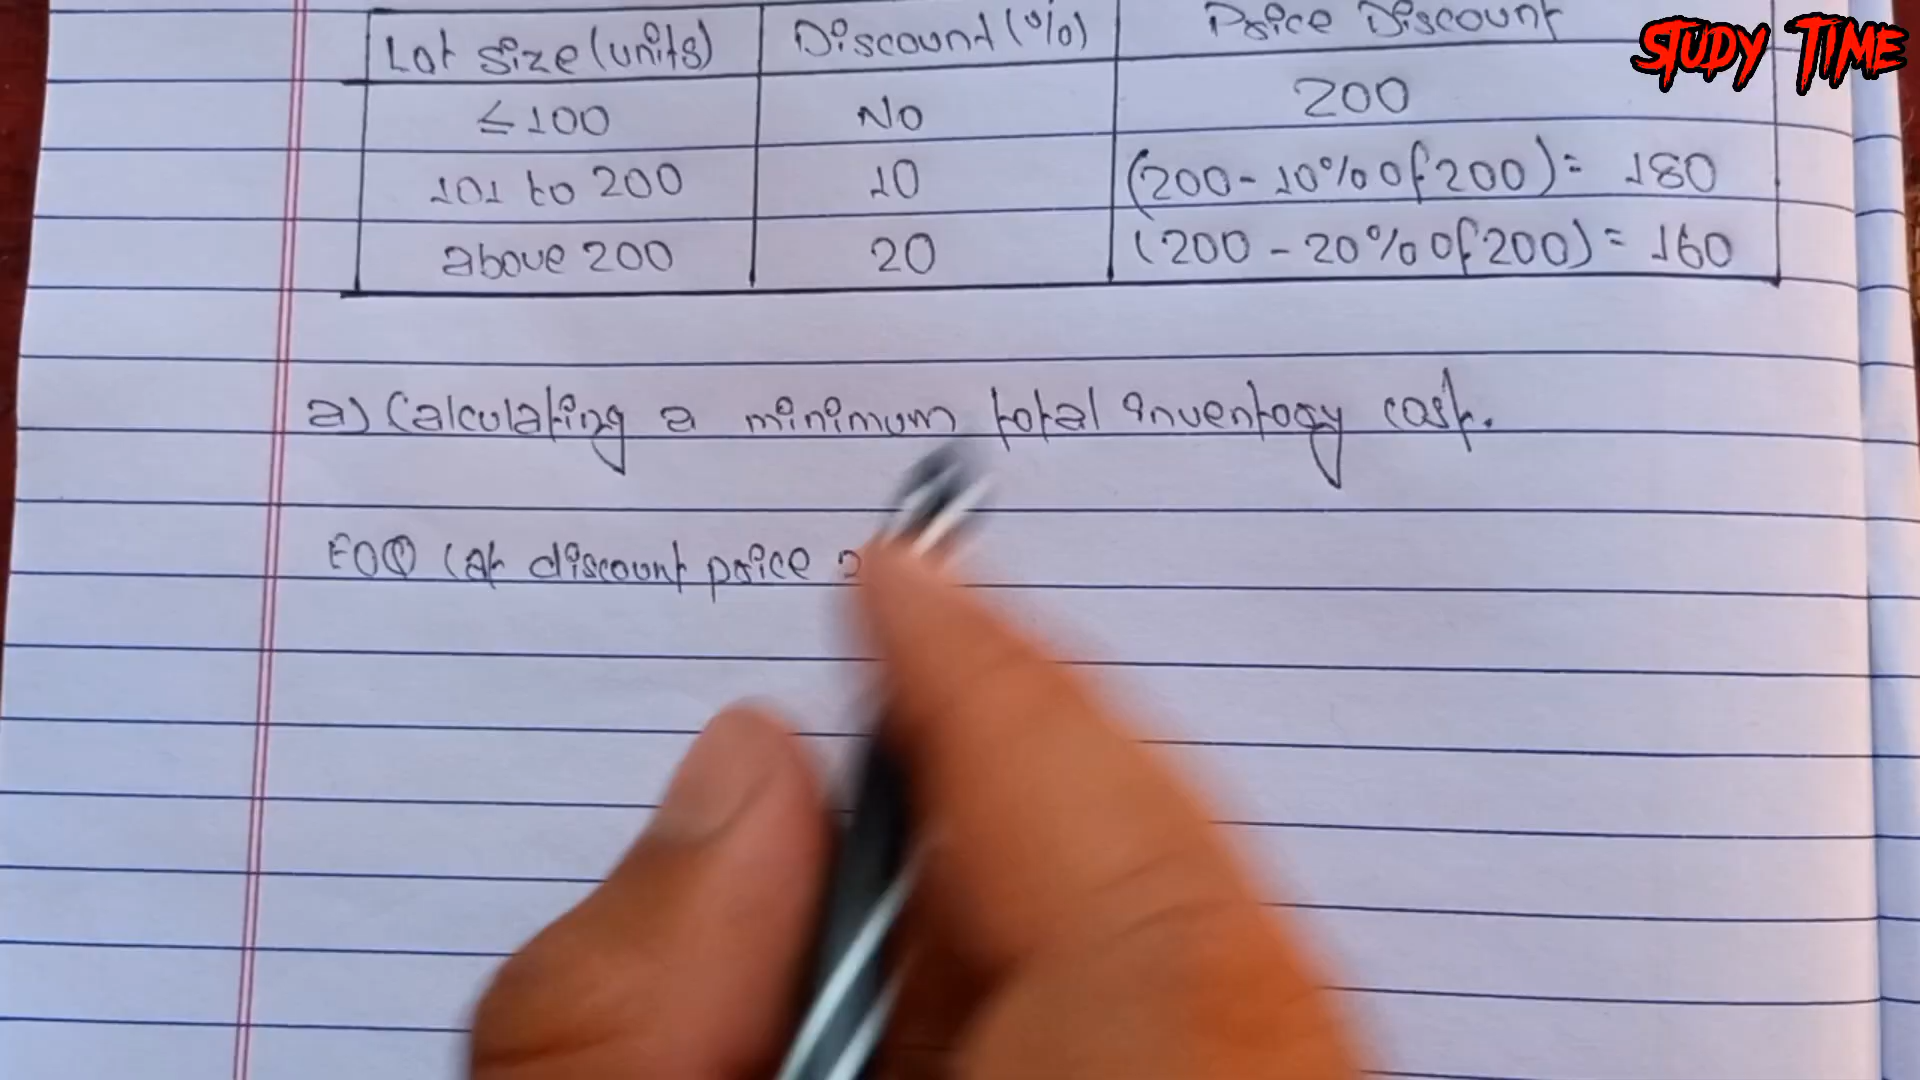 STUDY TIME
Lot size (units) Discount (%) Price Discount
≤ 100 No 200
101 to 200 10 (200 - 10% of 200) = 180
above 200 20 (200 - 20% of 200) = 160
a) Calculating a minimum total inventory cost.
EOQ (at discount price